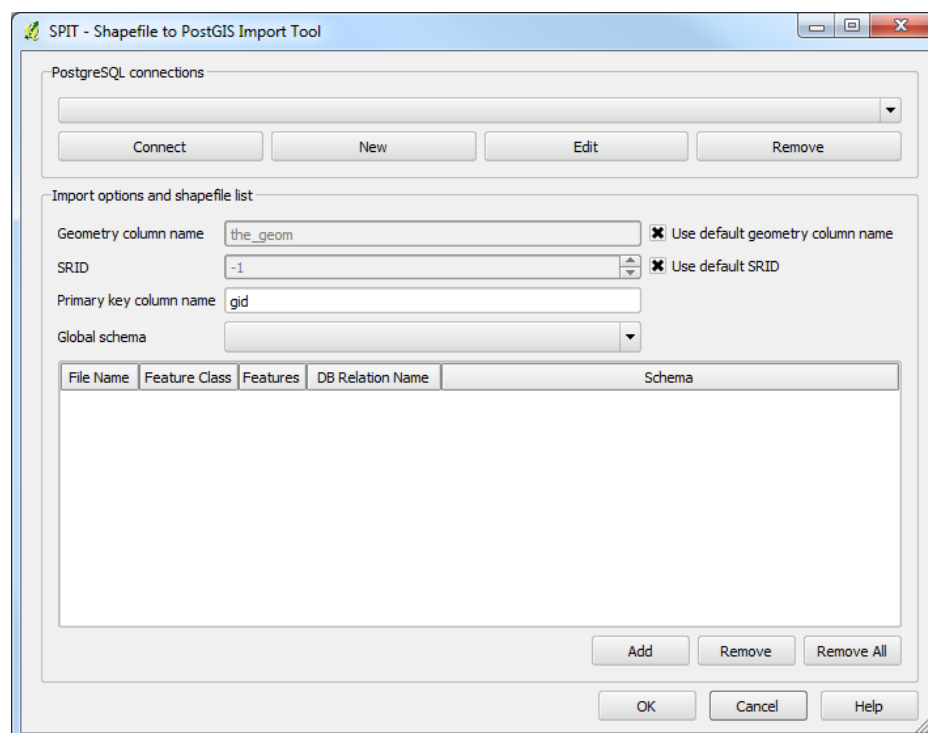 SPIT - Shapefile to PostGIS Import Tool
PostgreSQL connections
Connect New Edit Remove
Import options and shapefile list
Geometry column name the_geom Use default geometry column name
SRID -1 Use default SRID
Primary key column name gid
Global schema
File Name Feature Class Features DB Relation Name Schema
Add Remove Remove All
OK Cancel Help